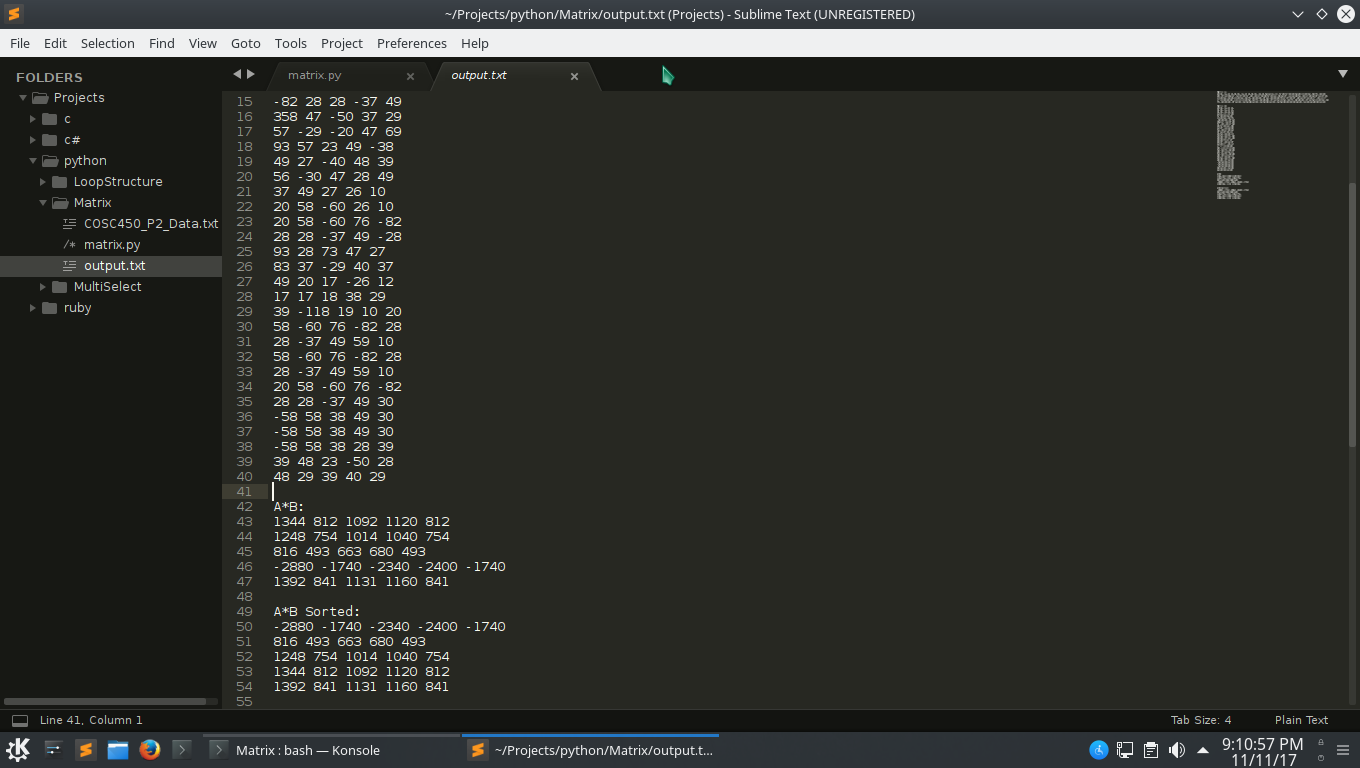 ~/Projects/python/Matrix/output.txt (Projects) - Sublime Text (UNREGISTERED)
File Edit Selection Find View Goto Tools Project Preferences Help
FOLDERS
Projects
c
c#
python
LoopStructure
Matrix
COSC450_P2_Data.txt
/* matrix.py
output.txt
MultiSelect
ruby
matrix.py × output.txt ×
15 -82 28 28 -37 49
16 358 47 -50 37 29
17 57 -29 -20 47 69
18 93 57 23 49 -38
19 49 27 -40 48 39
20 56 -30 47 28 49
21 37 49 27 26 10
22 20 58 -60 26 10
23 20 58 -60 76 -82
24 28 28 -37 49 -28
25 93 28 73 47 27
26 83 37 -29 40 37
27 49 20 17 -26 12
28 17 17 18 38 29
29 39 -118 19 10 20
30 58 -60 76 -82 28
31 28 -37 49 59 10
32 58 -60 76 -82 28
33 28 -37 49 59 10
34 20 58 -60 76 -82
35 28 28 -37 49 30
36 -58 58 38 49 30
37 -58 58 38 49 30
38 -58 58 38 28 39
39 39 48 23 -50 28
40 48 29 39 40 29
41
42 A*B:
43 1344 812 1092 1120 812
44 1248 754 1014 1040 754
45 816 493 663 680 493
46 -2880 -1740 -2340 -2400 -1740
47 1392 841 1131 1160 841
48
49 A*B Sorted:
50 -2880 -1740 -2340 -2400 -1740
51 816 493 663 680 493
52 1248 754 1014 1040 754
53 1344 812 1092 1120 812
54 1392 841 1131 1160 841
55
Line 41, Column 1 Tab Size: 4 Plain Text
Matrix : bash — Konsole ~/Projects/python/Matrix/output.t... 9:10:57 PM
11/11/17